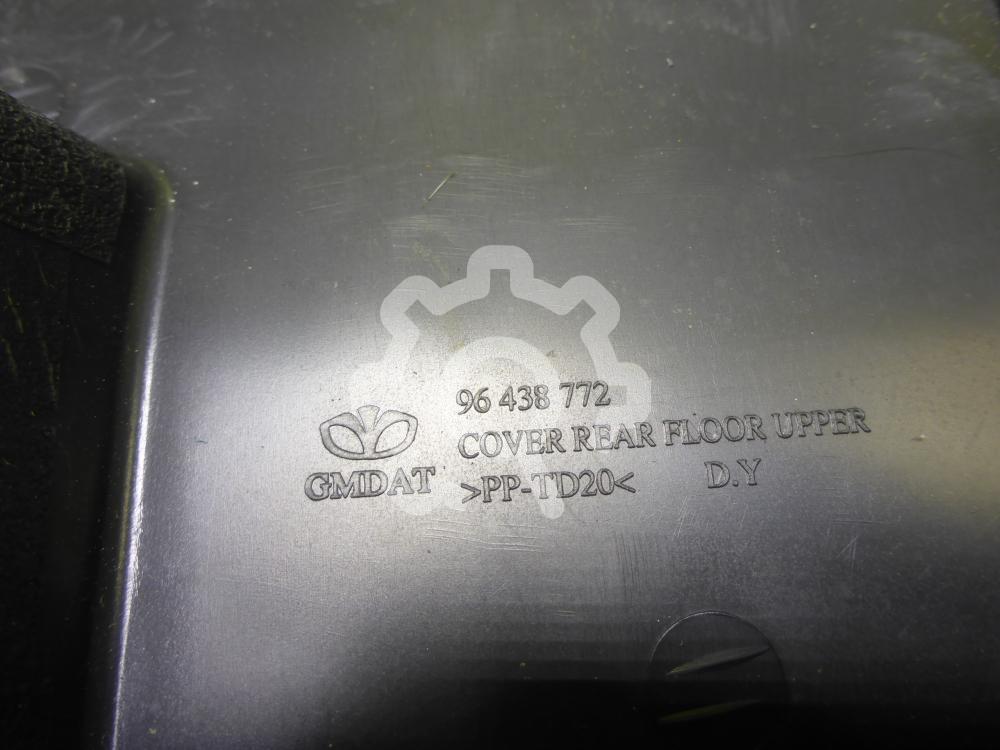 96 438 772
COVER REAR FLOOR UPPER
GMDAT >PP-TD20< D.Y